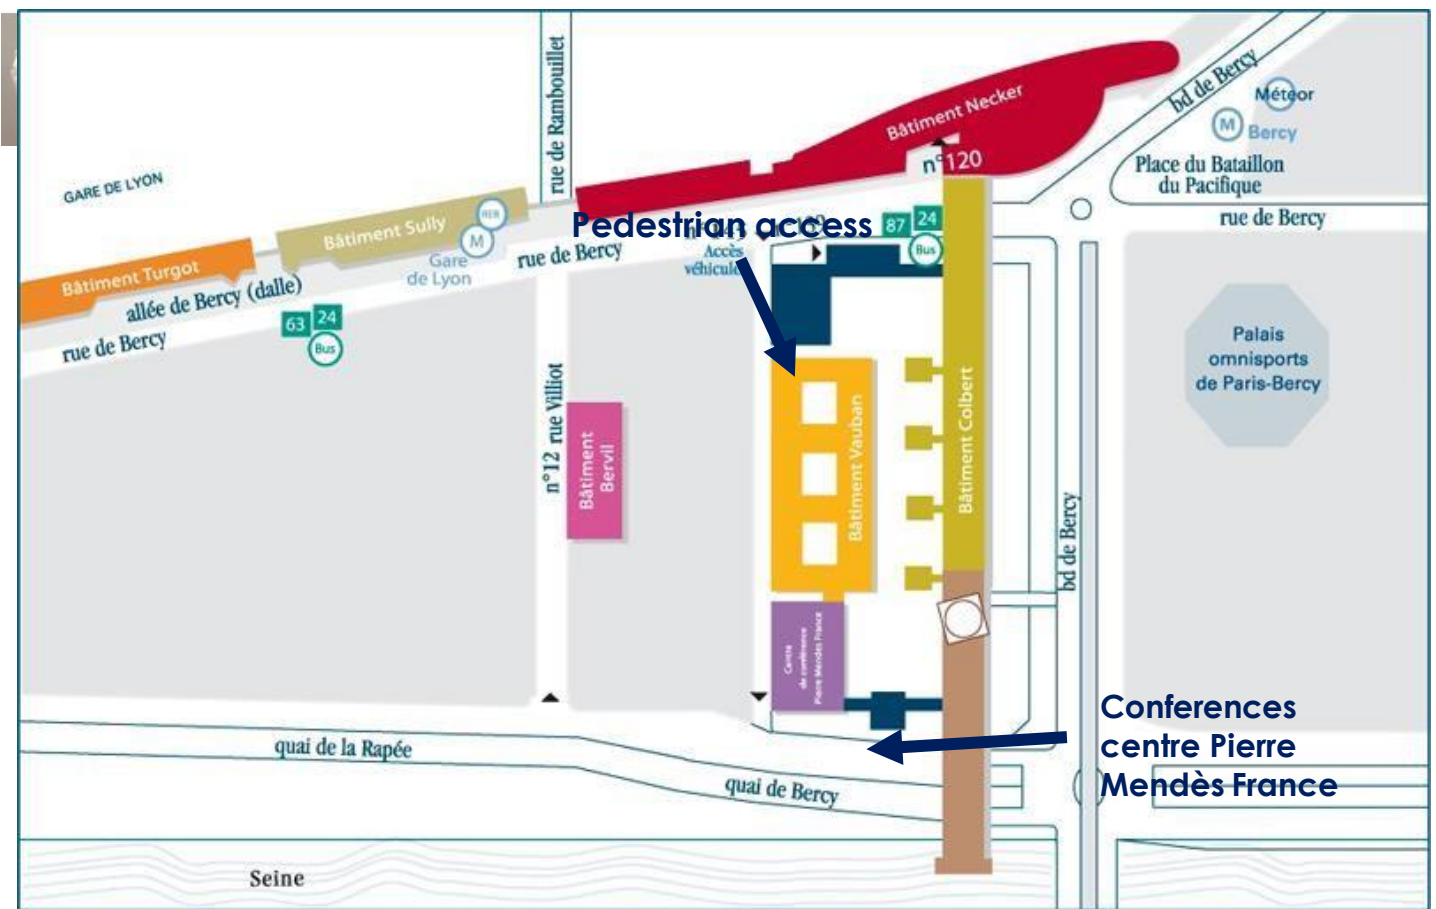 rue de Rambouillet
bd de Bercy
Météor
M Bercy
Bâtiment Necker
n°120
Place du Bataillon
du Pacifique
rue de Bercy
GARE DE LYON
RER
Bâtiment Sully
M
Gare
de Lyon
Pedestrian access
87 24
Bus
rue de Bercy
Accès
Bâtiment Turgot
allée de Bercy (dalle)
rue de Bercy
63 24
Bus
Palais
omnisports
de Paris-Bercy
n°12 rue Villiot
Bâtiment
Bervil
Bâtiment Vauban
Bâtiment Colbert
bd de Bercy
Centre
de conférence
Pierre Mendès France
Conferences
centre Pierre
Mendès France
quai de la Rapée
quai de Bercy
Seine